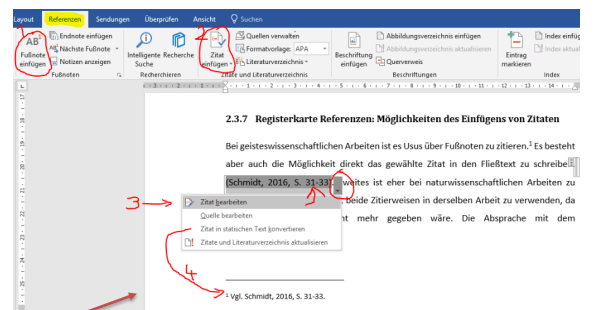 Layout Referenzen Sendungen Überprüfen Ansicht Suchen
1 2
AB¹ Fußnote einfügen
Endnote einfügen
Nächste Fußnote
Notizen anzeigen
Fußnoten
Intelligente Suche
Recherche
Recherchieren
Zitat einfügen
Quellen verwalten
Formatvorlage: APA
Literaturverzeichnis
Zitate und Literaturverzeichnis
Beschriftung einfügen
Abbildungsverzeichnis einfügen
Abbildungsverzeichnis aktualisieren
Querverweis
Beschriftungen
Eintrag markieren
Index einfüg
Index aktual
Index
2.3.7 Registerkarte Referenzen: Möglichkeiten des Einfügens von Zitaten
Bei geisteswissenschaftlichen Arbeiten ist es Usus über Fußnoten zu zitieren.¹ Es besteht
aber auch die Möglichkeit direkt das gewählte Zitat in den Fließtext zu schreibe
(Schmidt, 2016, S. 31-33). weites ist eher bei naturwissenschaftlichen Arbeiten zu
beide Zitierweisen in derselben Arbeit zu verwenden, da
mehr gegeben wäre. Die Absprache mit dem
3
Zitat bearbeiten
Quelle bearbeiten
Zitat in statischen Text konvertieren
Zitate und Literaturverzeichnis aktualisieren
4
¹ Vgl. Schmidt, 2016, S. 31-33.